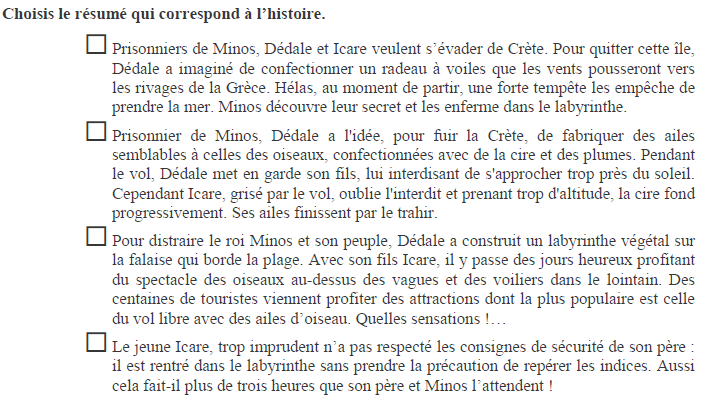 Choisis le résumé qui correspond à l’histoire.
Prisonniers de Minos, Dédale et Icare veulent s’évader de Crète. Pour quitter cette île,
Dédale a imaginé de confectionner un radeau à voiles que les vents pousseront vers
les rivages de la Grèce. Hélas, au moment de partir, une forte tempête les empêche de
prendre la mer. Minos découvre leur secret et les enferme dans le labyrinthe.
Prisonnier de Minos, Dédale a l'idée, pour fuir la Crète, de fabriquer des ailes
semblables à celles des oiseaux, confectionnées avec de la cire et des plumes. Pendant
le vol, Dédale met en garde son fils, lui interdisant de s'approcher trop près du soleil.
Cependant Icare, grisé par le vol, oublie l'interdit et prenant trop d'altitude, la cire fond
progressivement. Ses ailes finissent par le trahir.
Pour distraire le roi Minos et son peuple, Dédale a construit un labyrinthe végétal sur
la falaise qui borde la plage. Avec son fils Icare, il y passe des jours heureux profitant
du spectacle des oiseaux au-dessus des vagues et des voiliers dans le lointain. Des
centaines de touristes viennent profiter des attractions dont la plus populaire est celle
du vol libre avec des ailes d’oiseau. Quelles sensations !…
Le jeune Icare, trop imprudent n’a pas respecté les consignes de sécurité de son père :
il est rentré dans le labyrinthe sans prendre la précaution de repérer les indices. Aussi
cela fait-il plus de trois heures que son père et Minos l’attendent !